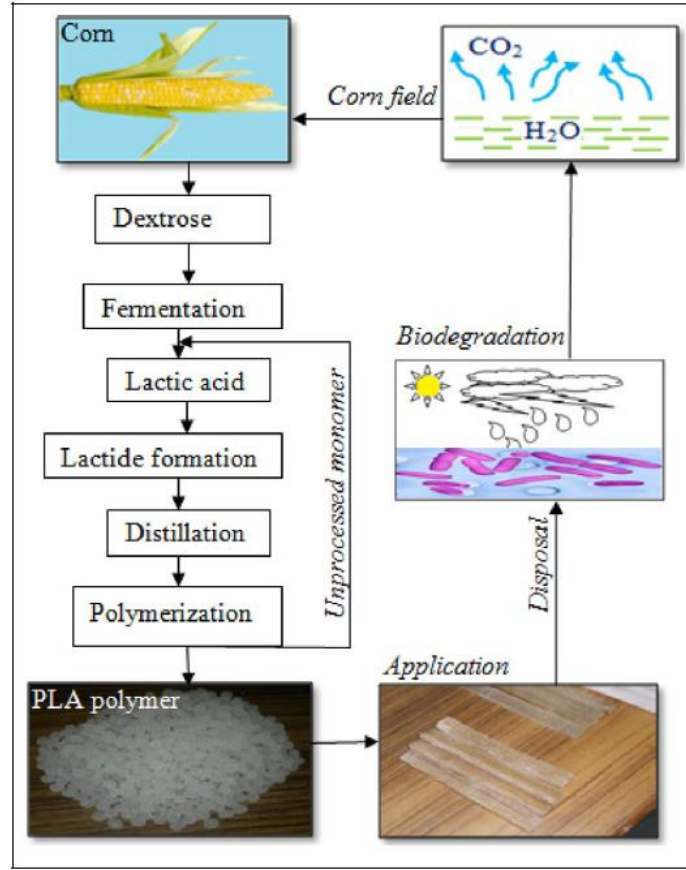 Corn
CO2
Corn field
H2O
Dextrose
Fermentation
Biodegradation
Lactic acid
Unprocessed monomer
Lactide formation
Distillation
Disposal
Polymerization
Application
PLA polymer